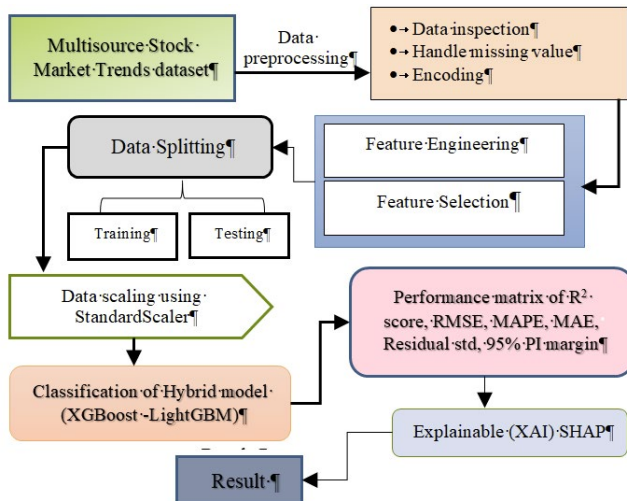 Multisource·Stock·
Market·Trends·dataset¶
Data·
preprocessing¶
●→Data·inspection¶
●→Handle·missing·value¶
●→Encoding¶
Feature·Engineering¶
Feature·Selection¶
Data·Splitting¶
Training¶
Testing¶
Data·scaling·using·
StandardScaler¶
Classification·of·Hybrid·model·
(XGBoost·-LightGBM)¶
Performance·matrix·of·R²·
score,·RMSE,·MAPE,·MAE,·
Residual·std,·95%·PI·margin¶
Explainable·(XAI)·SHAP¶
Result·¶